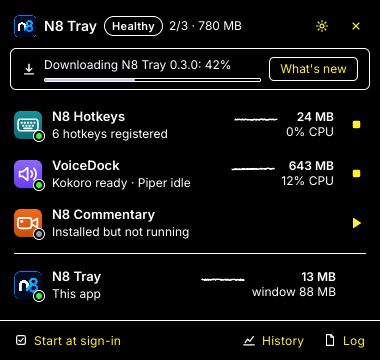 n8 N8 Tray Healthy 2/3 · 780 MB
Downloading N8 Tray 0.3.0: 42% What's new
N8 Hotkeys 24 MB
6 hotkeys registered 0% CPU
VoiceDock 643 MB
Kokoro ready · Piper idle 12% CPU
N8 Commentary
Installed but not running
n8 N8 Tray 13 MB
This app window 88 MB
Start at sign-in History Log